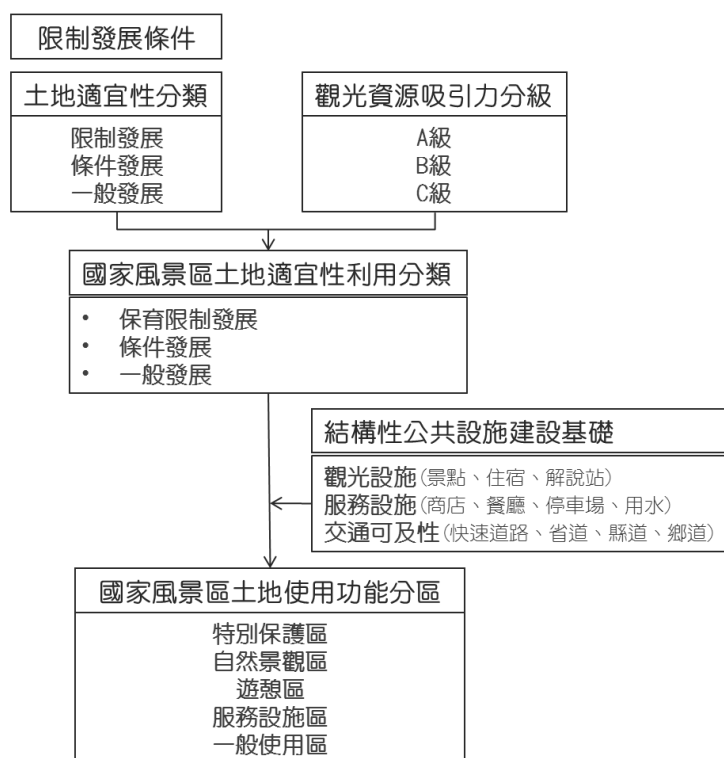 限制發展條件
土地適宜性分類
限制發展
條件發展
一般發展
觀光資源吸引力分級
A級
B級
C級
國家風景區土地適宜性利用分類
• 保育限制發展
• 條件發展
• 一般發展
結構性公共設施建設基礎
觀光設施(景點、住宿、解說站)
服務設施(商店、餐廳、停車場、用水)
交通可及性(快速道路、省道、縣道、鄉道)
國家風景區土地使用功能分區
特別保護區
自然景觀區
遊憩區
服務設施區
一般使用區